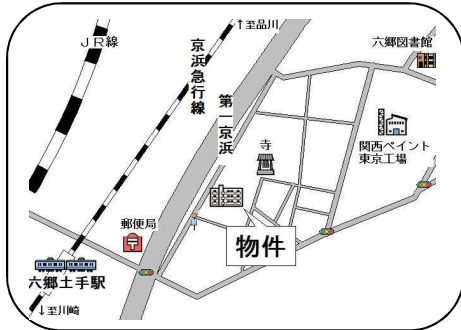 ↑至品川
JR線
六郷図書館
京浜急行線
第一京浜
寺
関西ペイント
東京工場
郵便局
物件
六郷土手駅
↓至川崎